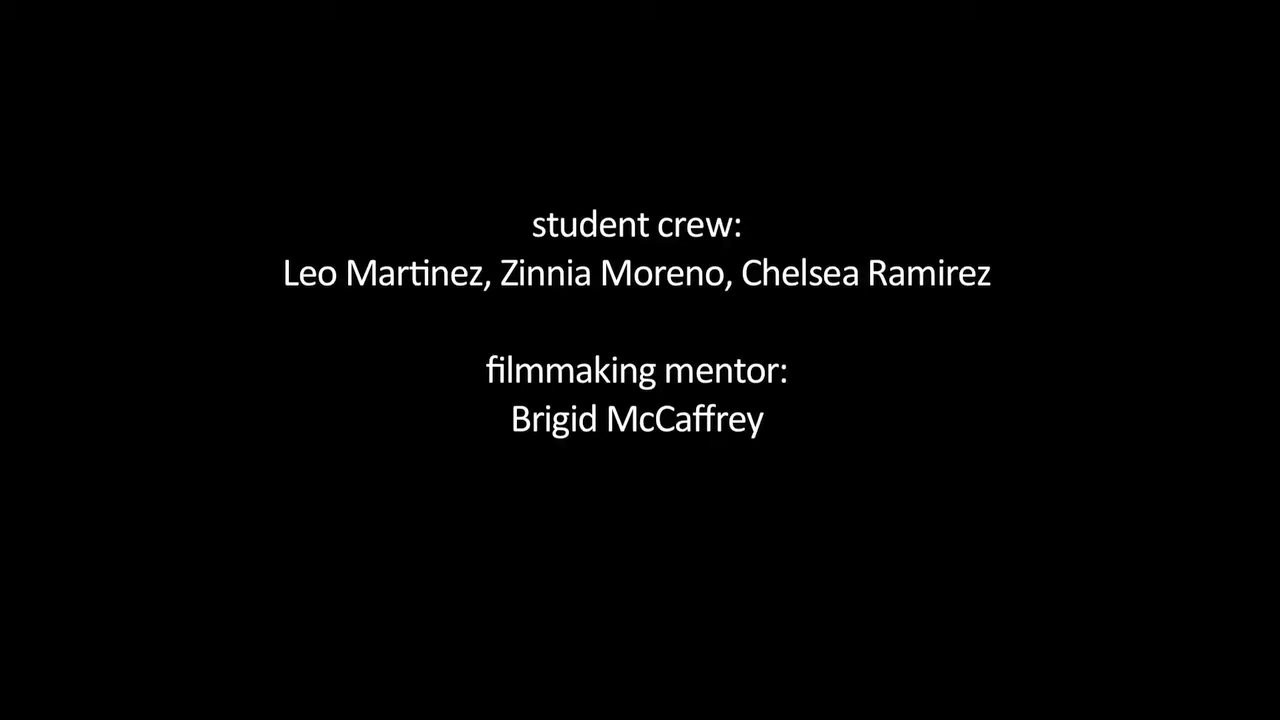 student crew:
Leo Martinez, Zinnia Moreno, Chelsea Ramirez
filmmaking mentor:
Brigid McCaffrey